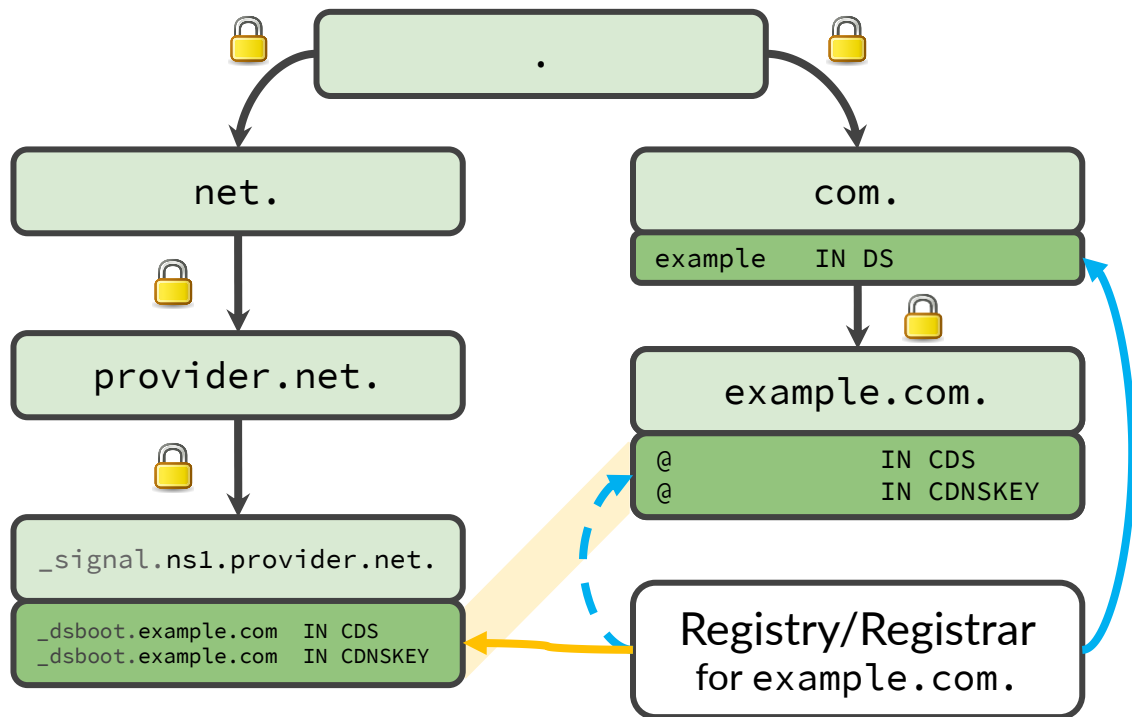 .
net.
com.
example IN DS
provider.net.
example.com.
@ IN CDS
@ IN CDNSKEY
_signal.ns1.provider.net.
_dsboot.example.com IN CDS
_dsboot.example.com IN CDNSKEY
Registry/Registrar
for example.com.